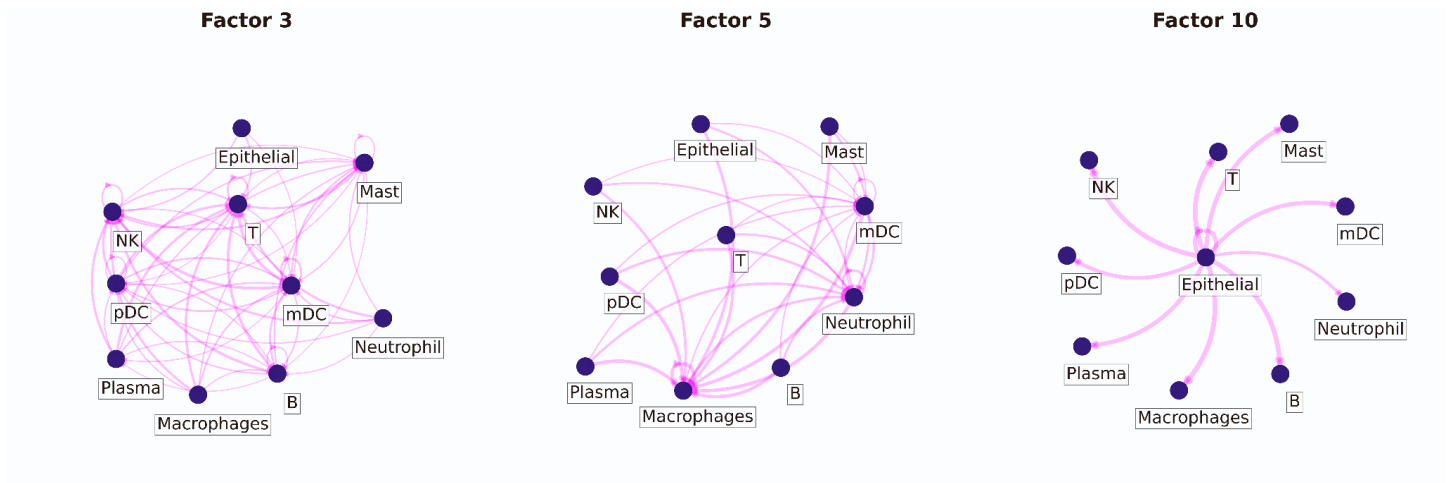 Factor 3
Epithelial
Mast
NK
T
pDC
mDC
Neutrophil
Plasma
B
Macrophages
Factor 5
Epithelial
Mast
NK
mDC
T
pDC
Neutrophil
Plasma
B
Macrophages
Factor 10
Mast
NK
T
mDC
pDC
Epithelial
Neutrophil
Plasma
B
Macrophages